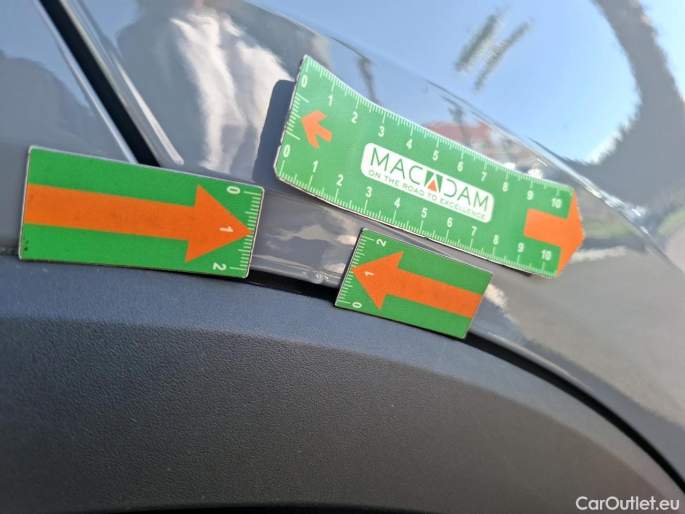 0 1 2 3 4 5 6 7 8 9 10
MACADAM
ON THE ROAD TO EXCELLENCE
0 1 2 3 4 5 6 7 8 9 10
0 1 2
2 1 0
CarOutlet.eu